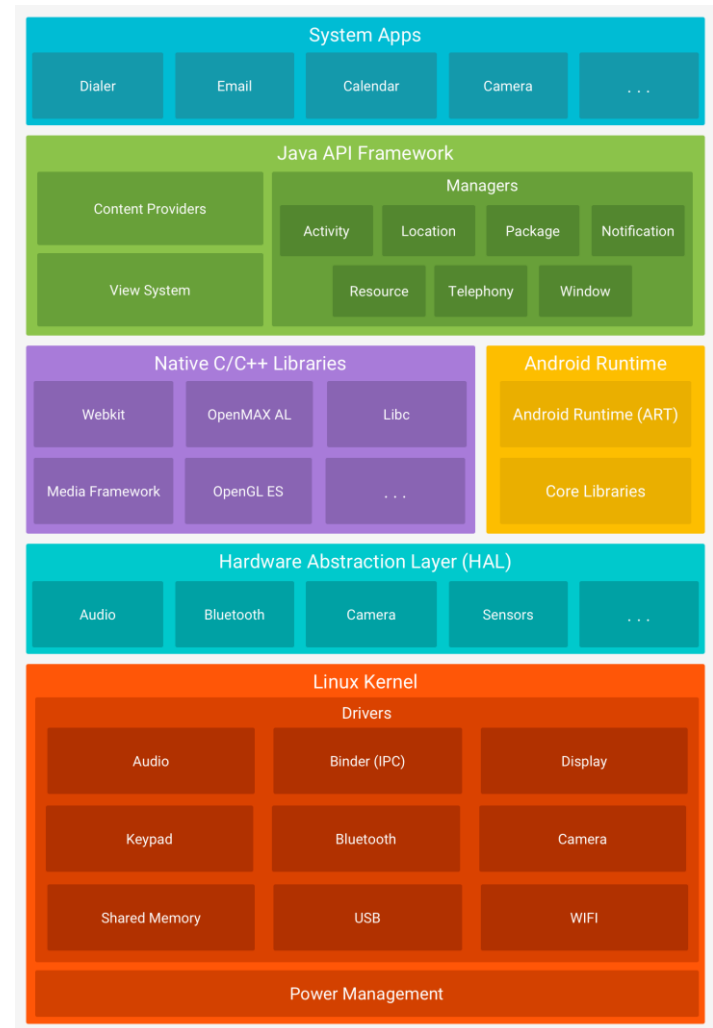 System Apps
Dialer
Email
Calendar
Camera
. . .
Java API Framework
Content Providers
View System
Managers
Activity
Location
Package
Notification
Resource
Telephony
Window
Native C/C++ Libraries
Webkit
OpenMAX AL
Libc
Media Framework
OpenGL ES
. . .
Android Runtime
Android Runtime (ART)
Core Libraries
Hardware Abstraction Layer (HAL)
Audio
Bluetooth
Camera
Sensors
. . .
Linux Kernel
Drivers
Audio
Binder (IPC)
Display
Keypad
Bluetooth
Camera
Shared Memory
USB
WIFI
Power Management